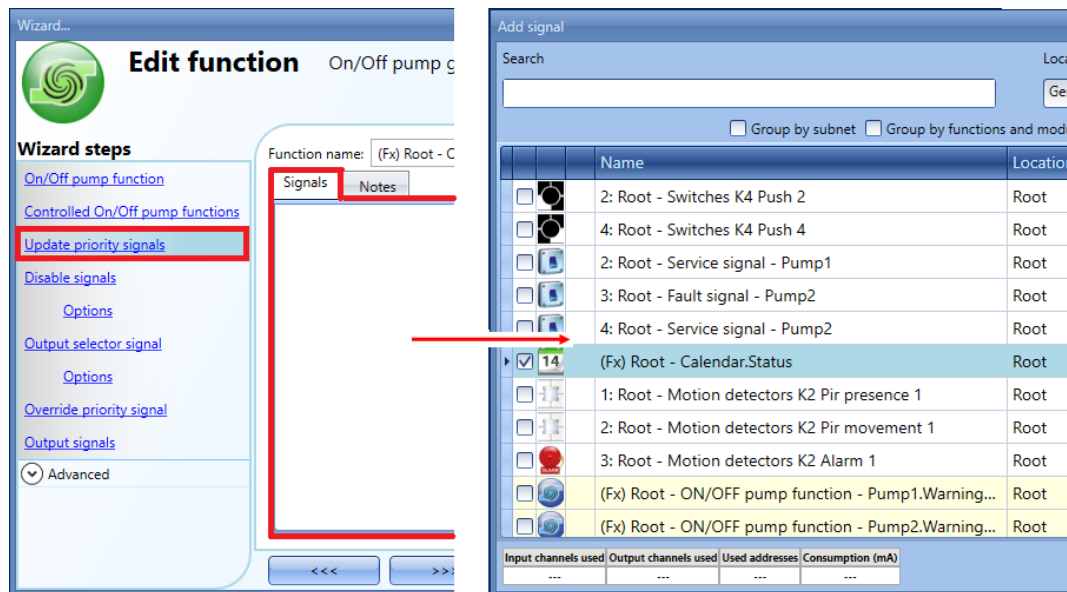 Wizard...
Edit function On/Off pump g
Wizard steps
On/Off pump function
Controlled On/Off pump functions
Update priority signals
Disable signals
Options
Output selector signal
Options
Override priority signal
Output signals
Advanced
Function name: (Fx) Root - C
Signals Notes
<<< >>>
Add signal
Search Loca
Ge
Group by subnet Group by functions and mod
Name Location
2: Root - Switches K4 Push 2 Root
4: Root - Switches K4 Push 4 Root
2: Root - Service signal - Pump1 Root
3: Root - Fault signal - Pump2 Root
4: Root - Service signal - Pump2 Root
14 (Fx) Root - Calendar.Status Root
1: Root - Motion detectors K2 Pir presence 1 Root
2: Root - Motion detectors K2 Pir movement 1 Root
ALARM 3: Root - Motion detectors K2 Alarm 1 Root
(Fx) Root - ON/OFF pump function - Pump1.Warning... Root
(Fx) Root - ON/OFF pump function - Pump2.Warning... Root
Input channels used Output channels used Used addresses Consumption (mA)
--- --- --- ---